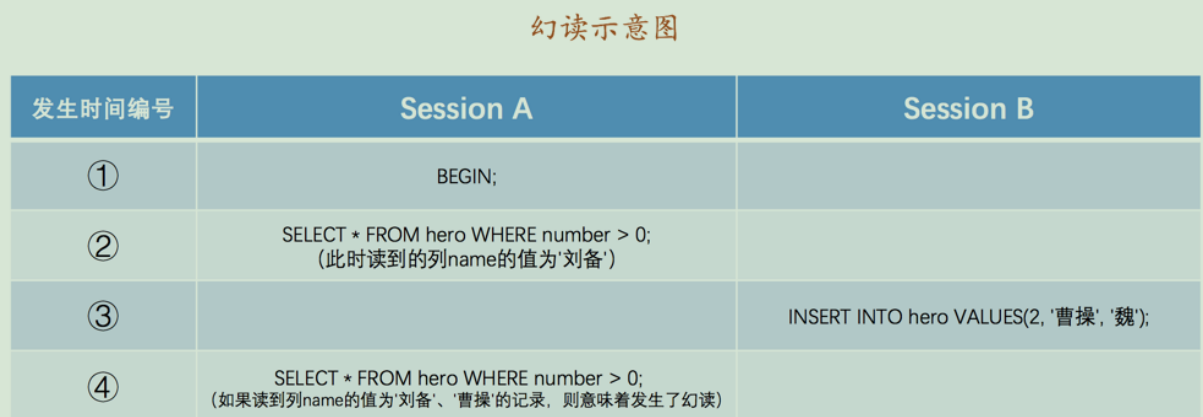 幻读示意图
发生时间编号 Session A Session B
① BEGIN;
② SELECT * FROM hero WHERE number > 0;
（此时读到的列name的值为'刘备'）
③ INSERT INTO hero VALUES(2, '曹操', '魏');
④ SELECT * FROM hero WHERE number > 0;
（如果读到列name的值为'刘备'、'曹操'的记录，则意味着发生了幻读）